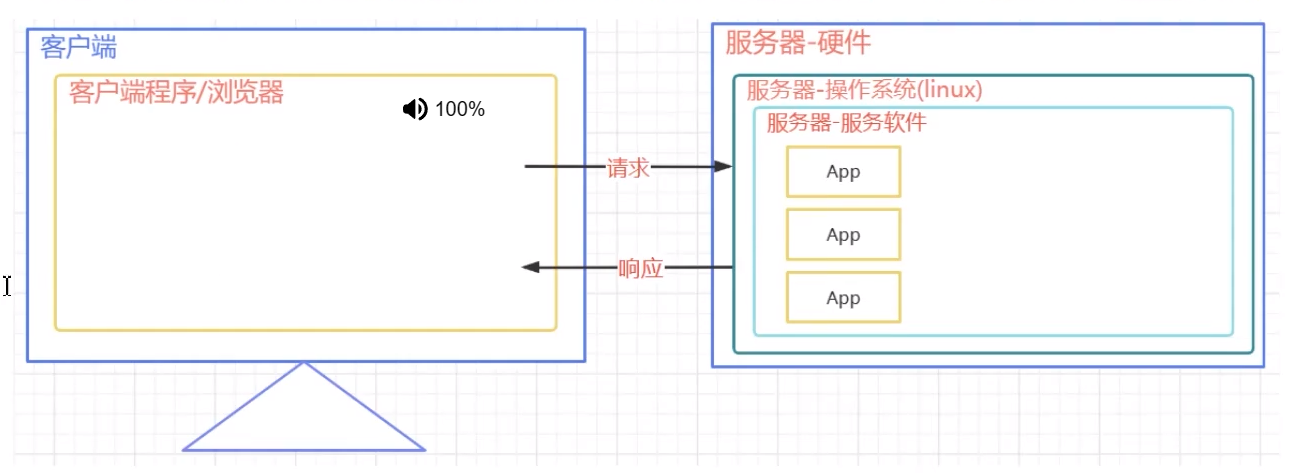 客户端
客户端程序/浏览器
100%
请求
响应
服务器-硬件
服务器-操作系统(linux)
服务器-服务软件
App
App
App